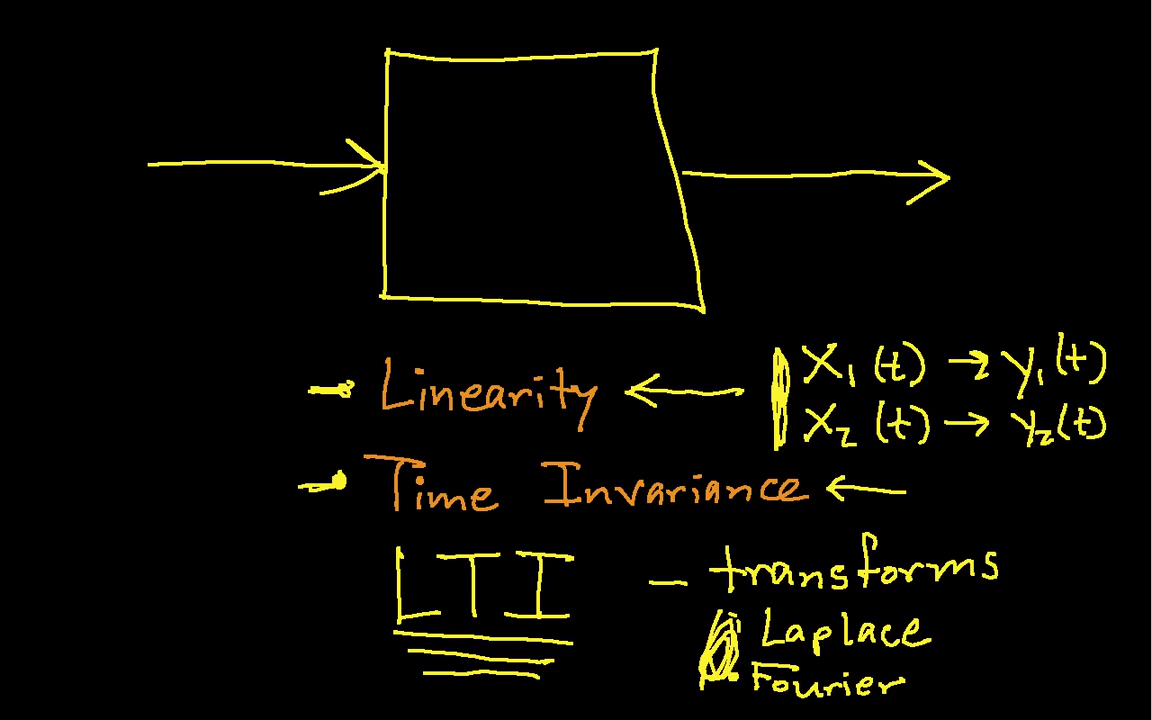 Linearity ← x₁(t) → y₁(t)
x₂(t) → y₂(t)
Time Invariance ←
LTI – transforms
Laplace
Fourier